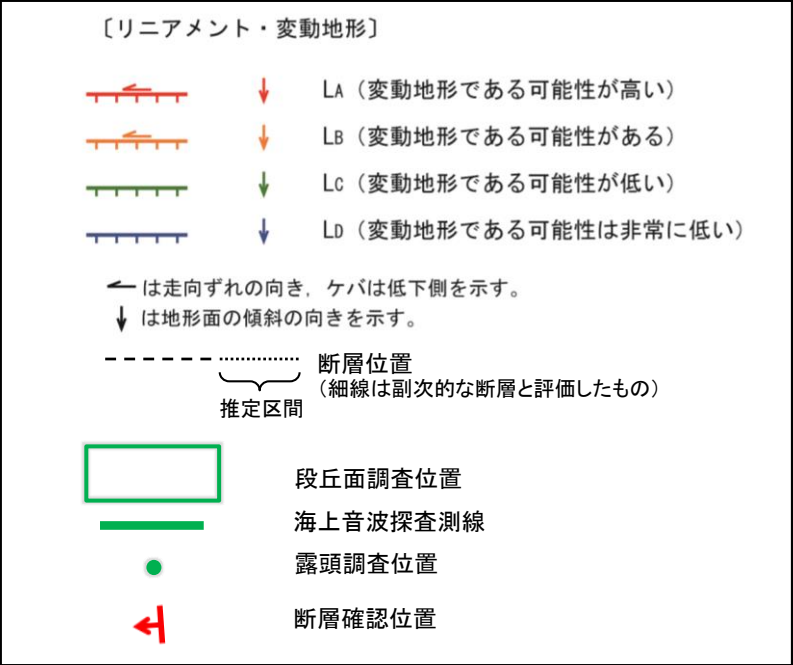 〔リニアメント・変動地形〕
LA（変動地形である可能性が高い）
LB（変動地形である可能性がある）
LC（変動地形である可能性が低い）
LD（変動地形である可能性は非常に低い）
は走向ずれの向き，ケバは低下側を示す。
は地形面の傾斜の向きを示す。
断層位置
（細線は副次的な断層と評価したもの）
推定区間
段丘面調査位置
海上音波探査測線
露頭調査位置
断層確認位置